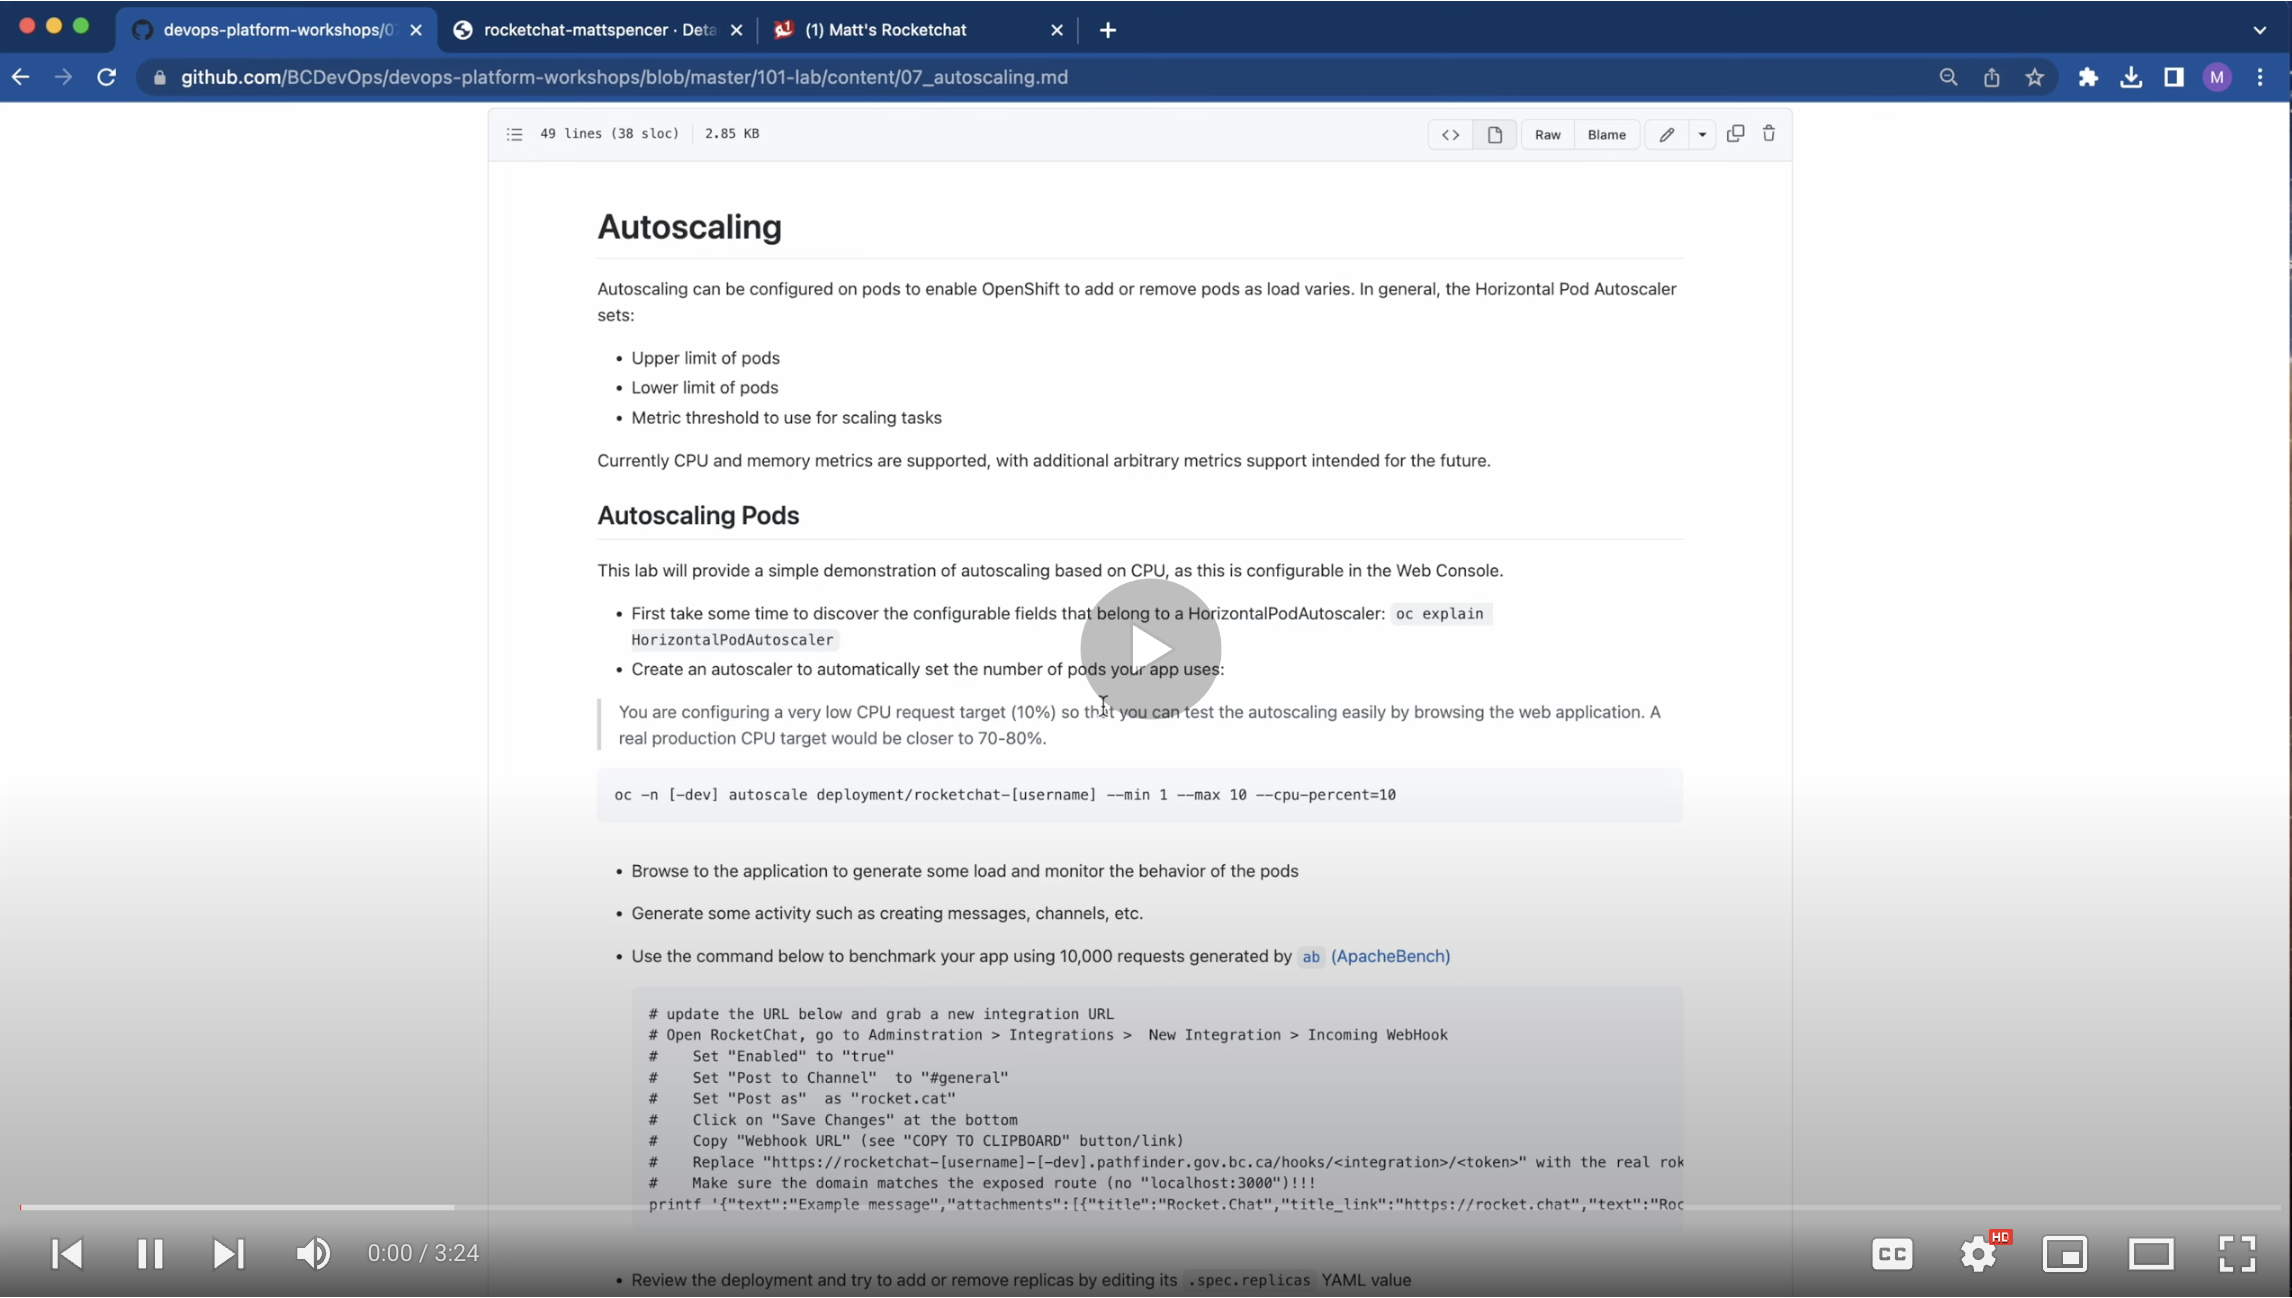 devops-platform-workshops/0
rocketchat-mattspencer · Deta
(1) Matt's Rocketchat
github.com/BCDevOps/devops-platform-workshops/blob/master/101-lab/content/07_autoscaling.md
M
49 lines (38 sloc)
2.85 KB
Raw
Blame
Autoscaling
Autoscaling can be configured on pods to enable OpenShift to add or remove pods as load varies. In general, the Horizontal Pod Autoscaler
sets:
• Upper limit of pods
• Lower limit of pods
• Metric threshold to use for scaling tasks
Currently CPU and memory metrics are supported, with additional arbitrary metrics support intended for the future.
Autoscaling Pods
This lab will provide a simple demonstration of autoscaling based on CPU, as this is configurable in the Web Console.
• First take some time to discover the configurable fields that belong to a HorizontalPodAutoscaler: oc explain
HorizontalPodAutoscaler
• Create an autoscaler to automatically set the number of pods your app uses:
You are configuring a very low CPU request target (10%) so that you can test the autoscaling easily by browsing the web application. A
real production CPU target would be closer to 70-80%.
oc -n [-dev] autoscale deployment/rocketchat-[username] --min 1 --max 10 --cpu-percent=10
• Browse to the application to generate some load and monitor the behavior of the pods
• Generate some activity such as creating messages, channels, etc.
• Use the command below to benchmark your app using 10,000 requests generated by ab (ApacheBench)
# update the URL below and grab a new integration URL
# Open RocketChat, go to Adminstration > Integrations > New Integration > Incoming WebHook
# Set "Enabled" to "true"
# Set "Post to Channel" to "#general"
# Set "Post as" as "rocket.cat"
# Click on "Save Changes" at the bottom
# Copy "Webhook URL" (see "COPY TO CLIPBOARD" button/link)
# Replace "https://rocketchat-[username]-[-dev].pathfinder.gov.bc.ca/hooks/<integration>/<token>" with the real rok
# Make sure the domain matches the exposed route (no "localhost:3000")!!!
printf '{"text":"Example message","attachments":[{"title":"Rocket.Chat","title_link":"https://rocket.chat","text":"Roc
0:00 / 3:24
CC
HD
• Review the deployment and try to add or remove replicas by editing its .spec.replicas YAML value